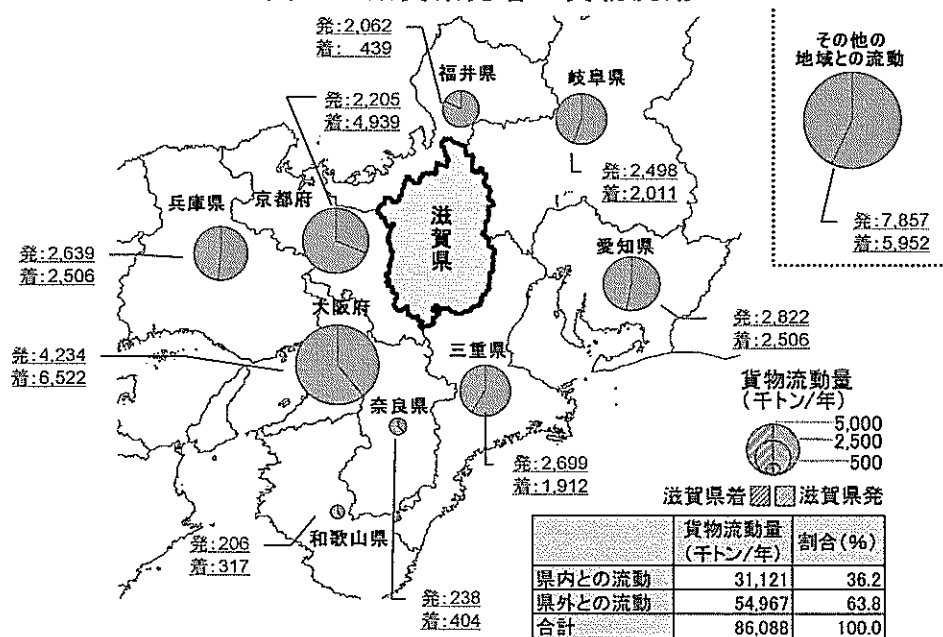 発:2,062
着: 439
福井県
岐阜県
その他の
地域との流動
発:2,205
着:4,939
発:2,498
着:2,011
兵庫県
京都府
滋賀県
愛知県
発:7,857
着:5,952
発:2,639
着:2,506
大阪府
発:2,822
着:2,506
発:4,234
着:6,522
三重県
奈良県
貨物流動量
(千トン/年)
5,000
2,500
500
発:2,699
着:1,912
滋賀県着 滋賀県発
発:206
着:317
和歌山県
発:238
着:404
貨物流動量
(千トン/年) 割合(%)
県内との流動 31,121 36.2
県外との流動 54,967 63.8
合計 86,088 100.0